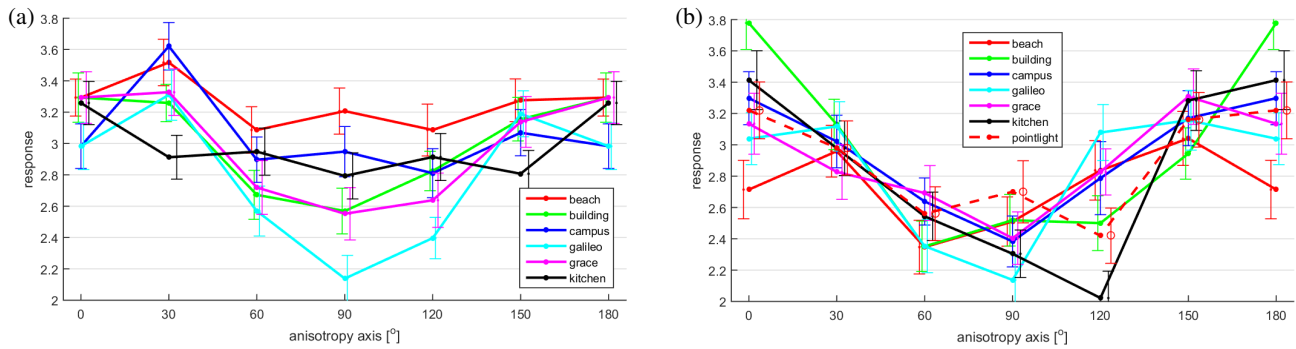 (a)
3.8
3.6
3.4
3.2
3
2.8
2.6
2.4
2.2
2
response
0 30 60 90 120 150 180
anisotropy axis [°]
beach
building
campus
galileo
grace
kitchen
(b)
3.8
3.6
3.4
3.2
3
2.8
2.6
2.4
2.2
2
response
0 30 60 90 120 150 180
anisotropy axis [°]
beach
building
campus
galileo
grace
kitchen
pointlight